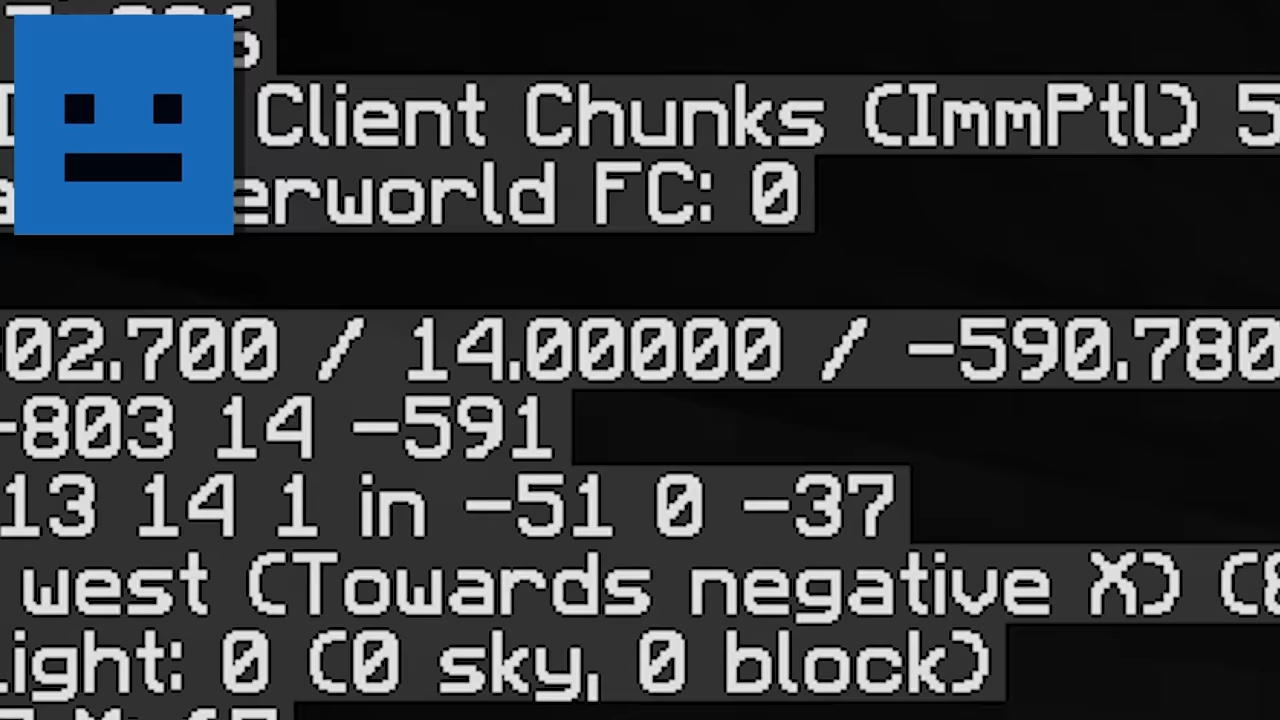 Client Chunks (ImmPtl) 5
erworld FC: 0
02.700 / 14.00000 / -590.780
-803 14 -591
13 14 1 in -51 0 -37
west (Towards negative X) (8
ight: 0 (0 sky, 0 block)